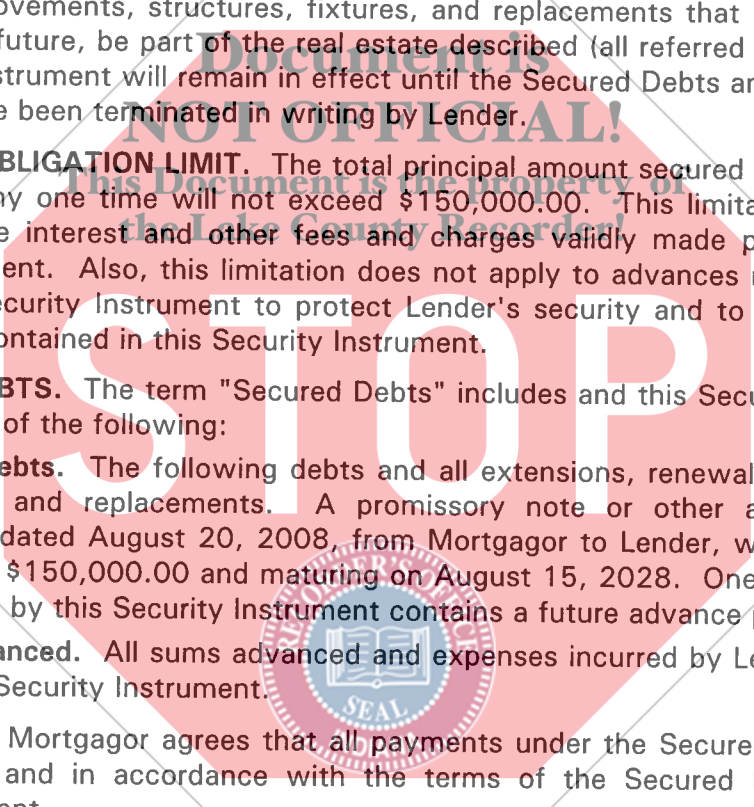 ovements, structures, fixtures, and replacements that
future, be part of the real estate described (all referred
strument will remain in effect until the Secured Debts ar
e been terminated in writing by Lender.
Document is
NOT OFFICIAL!
This Document is the property of
the Lake County Recorder!
BLIGATION LIMIT. The total principal amount secured
ny one time will not exceed $150,000.00. This limita
e interest and other fees and charges validly made p
ent. Also, this limitation does not apply to advances
ecurity Instrument to protect Lender's security and to
ontained in this Security Instrument.
STOP
BTS. The term "Secured Debts" includes and this Secu
of the following:
ebts. The following debts and all extensions, renewal
and replacements. A promissory note or other a
dated August 20, 2008, from Mortgagor to Lender, w
$150,000.00 and maturing on August 15, 2028. One
by this Security Instrument contains a future advance
anced. All sums advanced and expenses incurred by Le
Security Instrument.
RECORDER'S OFFICE
SEAL
Mortgagor agrees that all payments under the Secure
and in accordance with the terms of the Secured
ent.